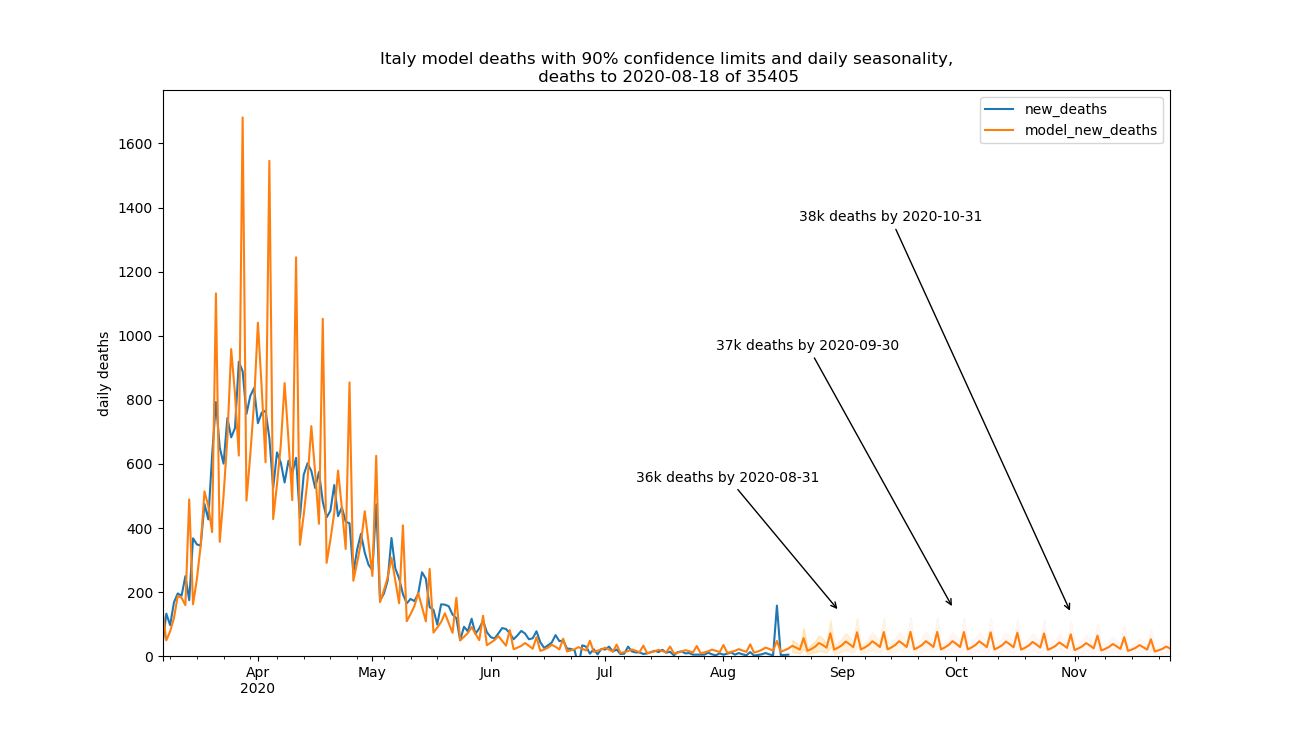 Italy model deaths with 90% confidence limits and daily seasonality,
deaths to 2020-08-18 of 35405
new_deaths
model_new_deaths
1600
1400
1200
1000
800
600
400
200
0
daily deaths
38k deaths by 2020-10-31
37k deaths by 2020-09-30
36k deaths by 2020-08-31
Apr
2020
May
Jun
Jul
Aug
Sep
Oct
Nov